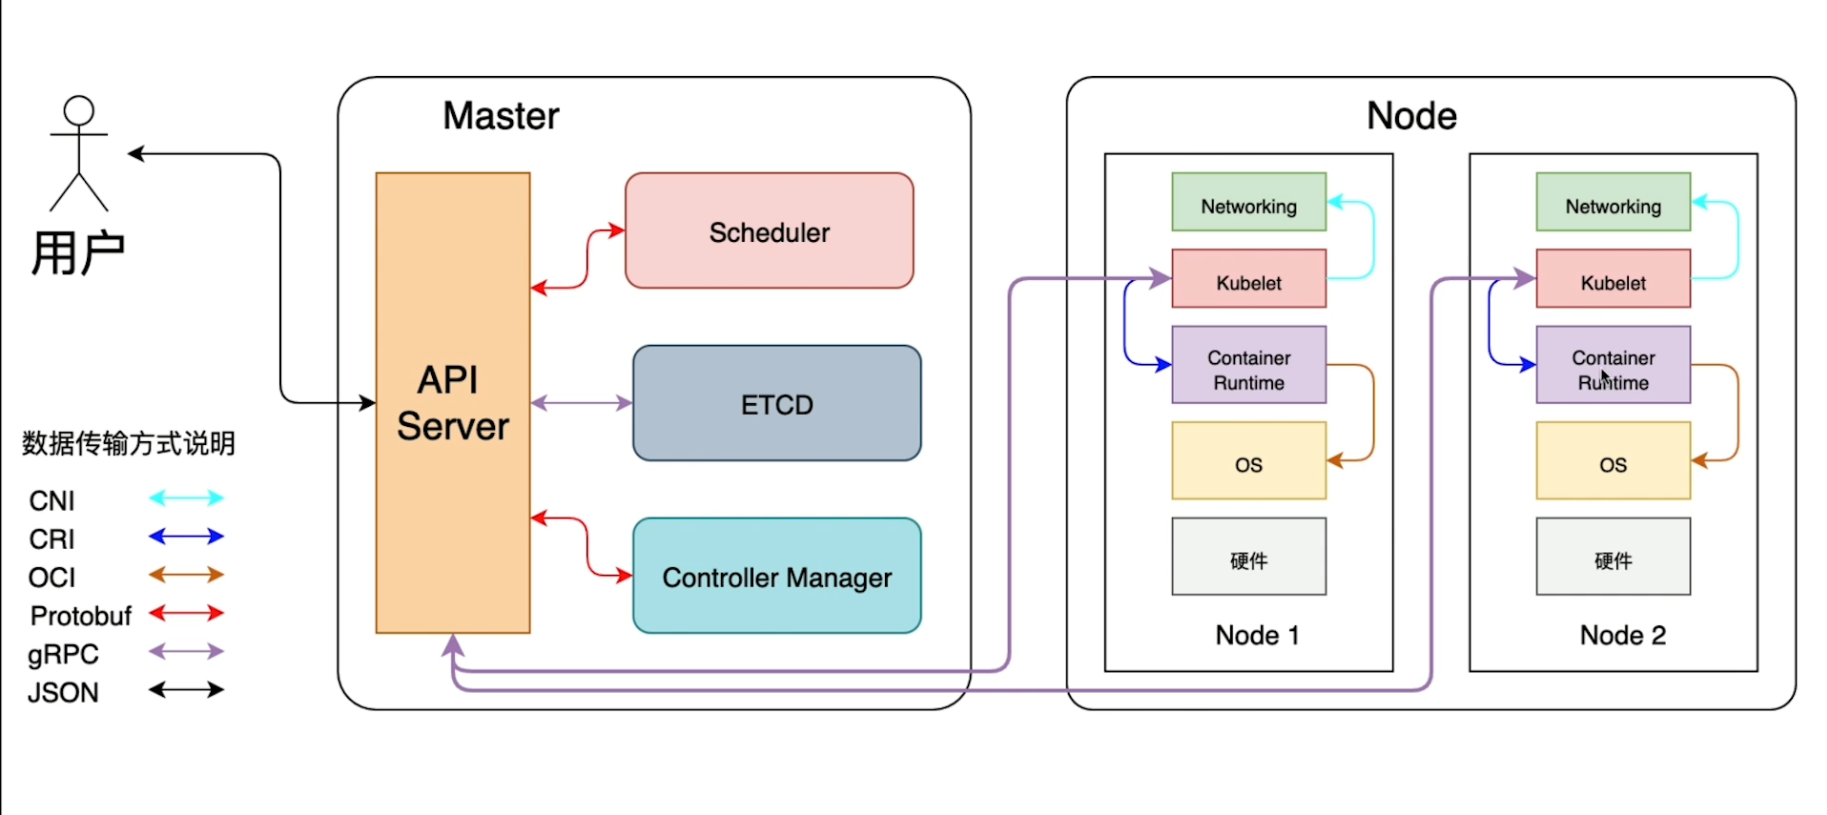 用户
数据传输方式说明
CNI
CRI
OCI
Protobuf
gRPC
JSON
Master
API
Server
Scheduler
ETCD
Controller Manager
Node
Networking
Kubelet
Container
Runtime
OS
硬件
Node 1
Networking
Kubelet
Container
Runtime
OS
硬件
Node 2